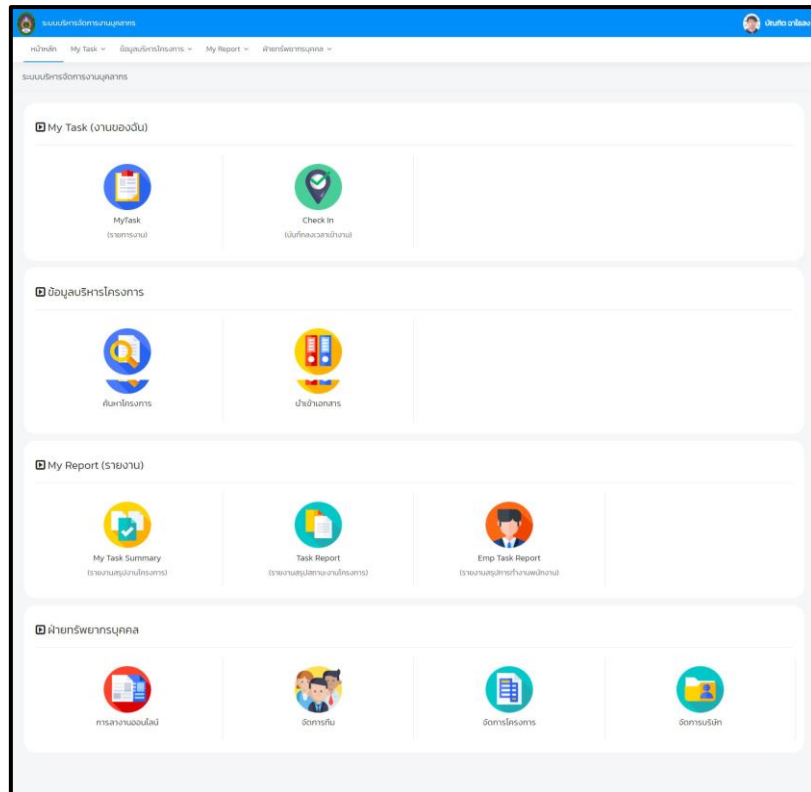 ระบบบริหารจัดการงานบุคลากร
บัณฑิต อาโรลง
หน้าหลัก My Task ข้อมูลบริหารโครงการ My Report ฝ่ายทรัพยากรบุคคล
ระบบบริหารจัดการงานบุคลากร
My Task (งานของฉัน)
MyTask Check In
(รายการงาน) (บันทึกลงเวลาเข้างาน)
ข้อมูลบริหารโครงการ
ค้นหาโครงการ นำเข้าเอกสาร
My Report (รายงาน)
My Task Summary Task Report Emp Task Report
(รายงานสรุปงานโครงการ) (รายงานสรุปสถานะงานโครงการ) (รายงานสรุปการทำงานพนักงาน)
ฝ่ายทรัพยากรบุคคล
การลางานออนไลน์ จัดการทีม จัดการโครงการ จัดการบริษัท